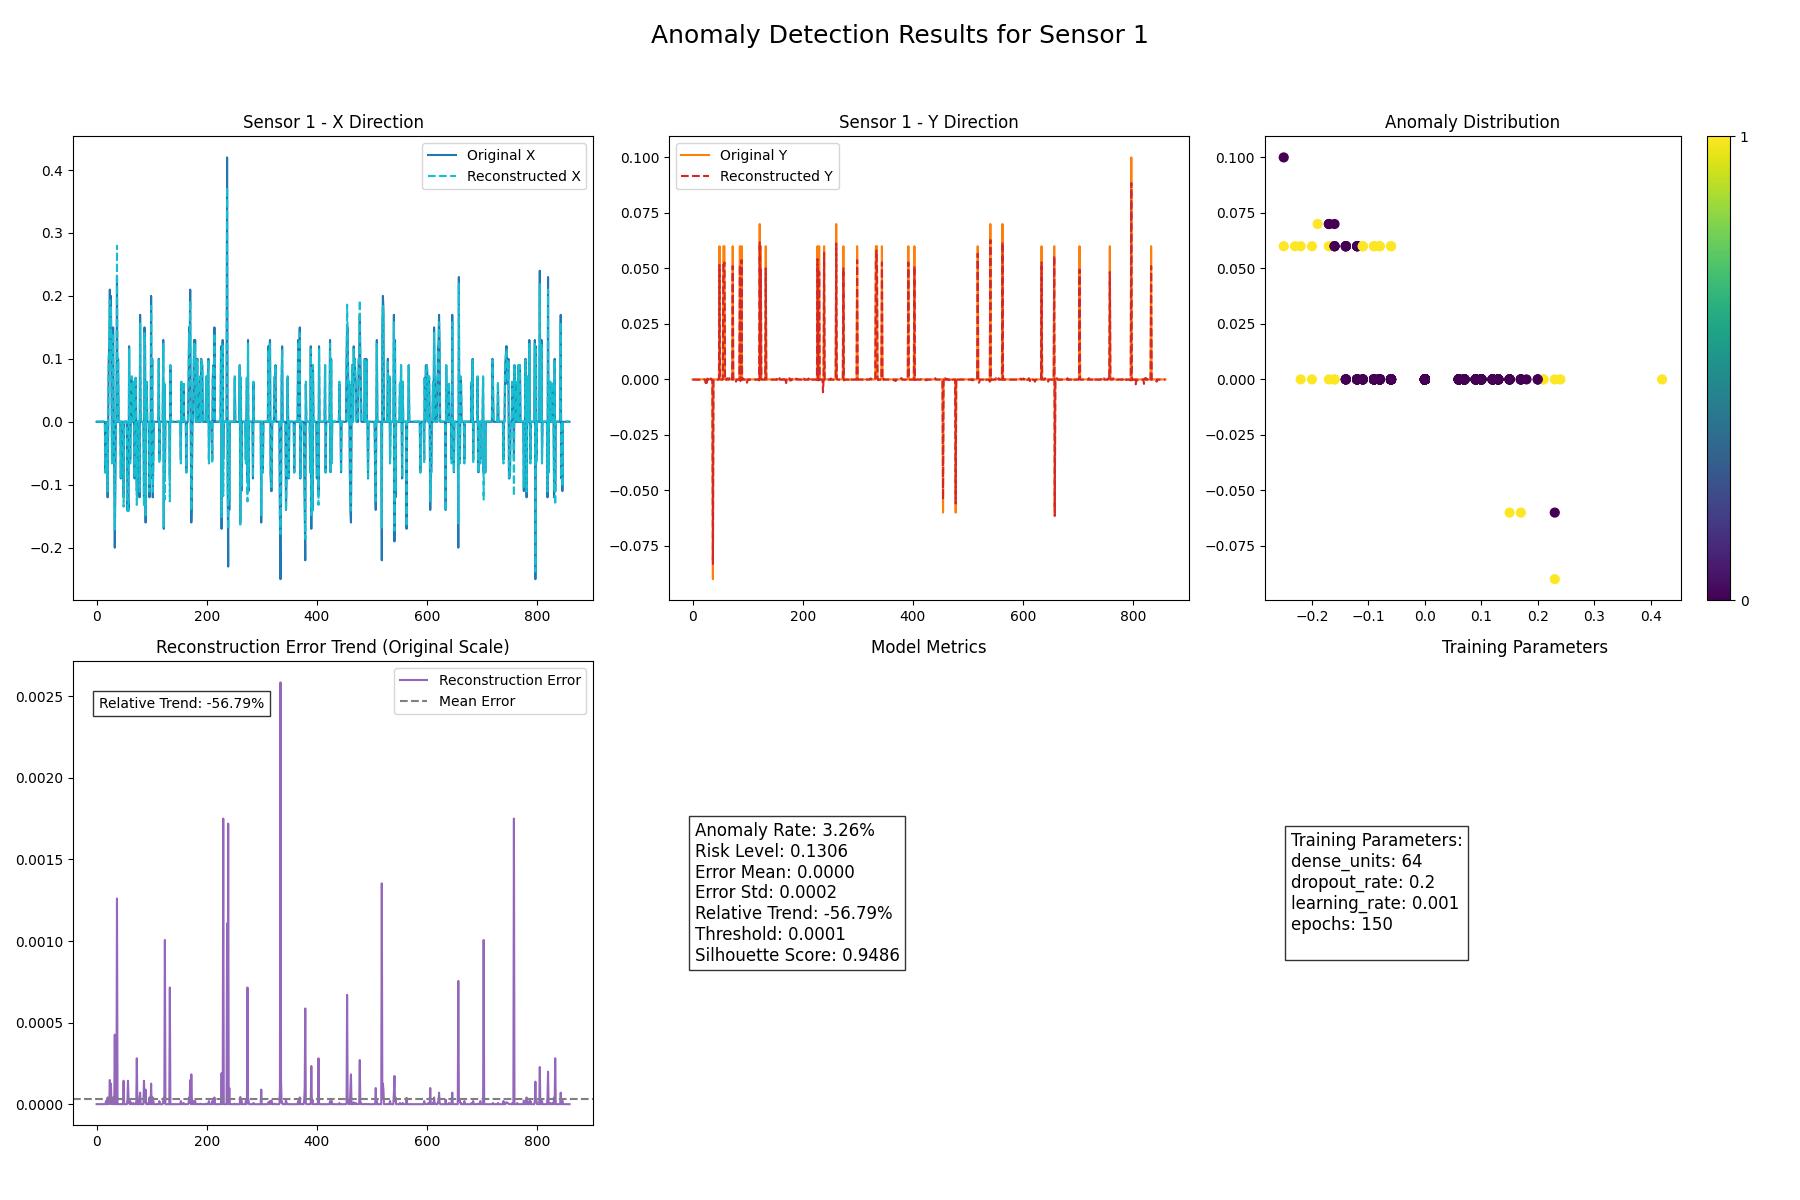 Anomaly Detection Results for Sensor 1
Sensor 1 - X Direction
Original X
Reconstructed X
0.4
0.3
0.2
0.1
0.0
−0.1
−0.2
0
200
400
600
800
Sensor 1 - Y Direction
Original Y
Reconstructed Y
0.100
0.075
0.050
0.025
0.000
−0.025
−0.050
−0.075
0
200
400
600
800
Anomaly Distribution
0.100
0.075
0.050
0.025
0.000
−0.025
−0.050
−0.075
−0.2
−0.1
0.0
0.1
0.2
0.3
0.4
1
0
Reconstruction Error Trend (Original Scale)
Relative Trend: -56.79%
Reconstruction Error
Mean Error
0.0025
0.0020
0.0015
0.0010
0.0005
0.0000
0
200
400
600
800
Model Metrics
Anomaly Rate: 3.26%
Risk Level: 0.1306
Error Mean: 0.0000
Error Std: 0.0002
Relative Trend: -56.79%
Threshold: 0.0001
Silhouette Score: 0.9486
Training Parameters
Training Parameters:
dense_units: 64
dropout_rate: 0.2
learning_rate: 0.001
epochs: 150